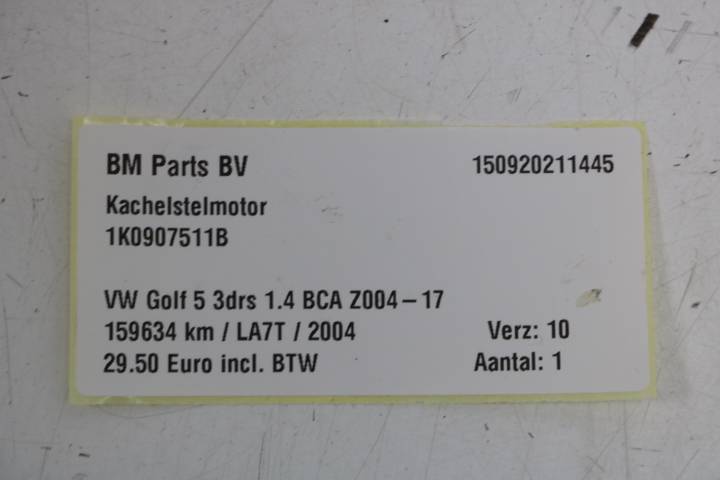 BM Parts BV 150920211445
Kachelstelmotor
1K0907511B
VW Golf 5 3drs 1.4 BCA Z004-17
159634 km / LA7T / 2004 Verz: 10
29.50 Euro incl. BTW Aantal: 1